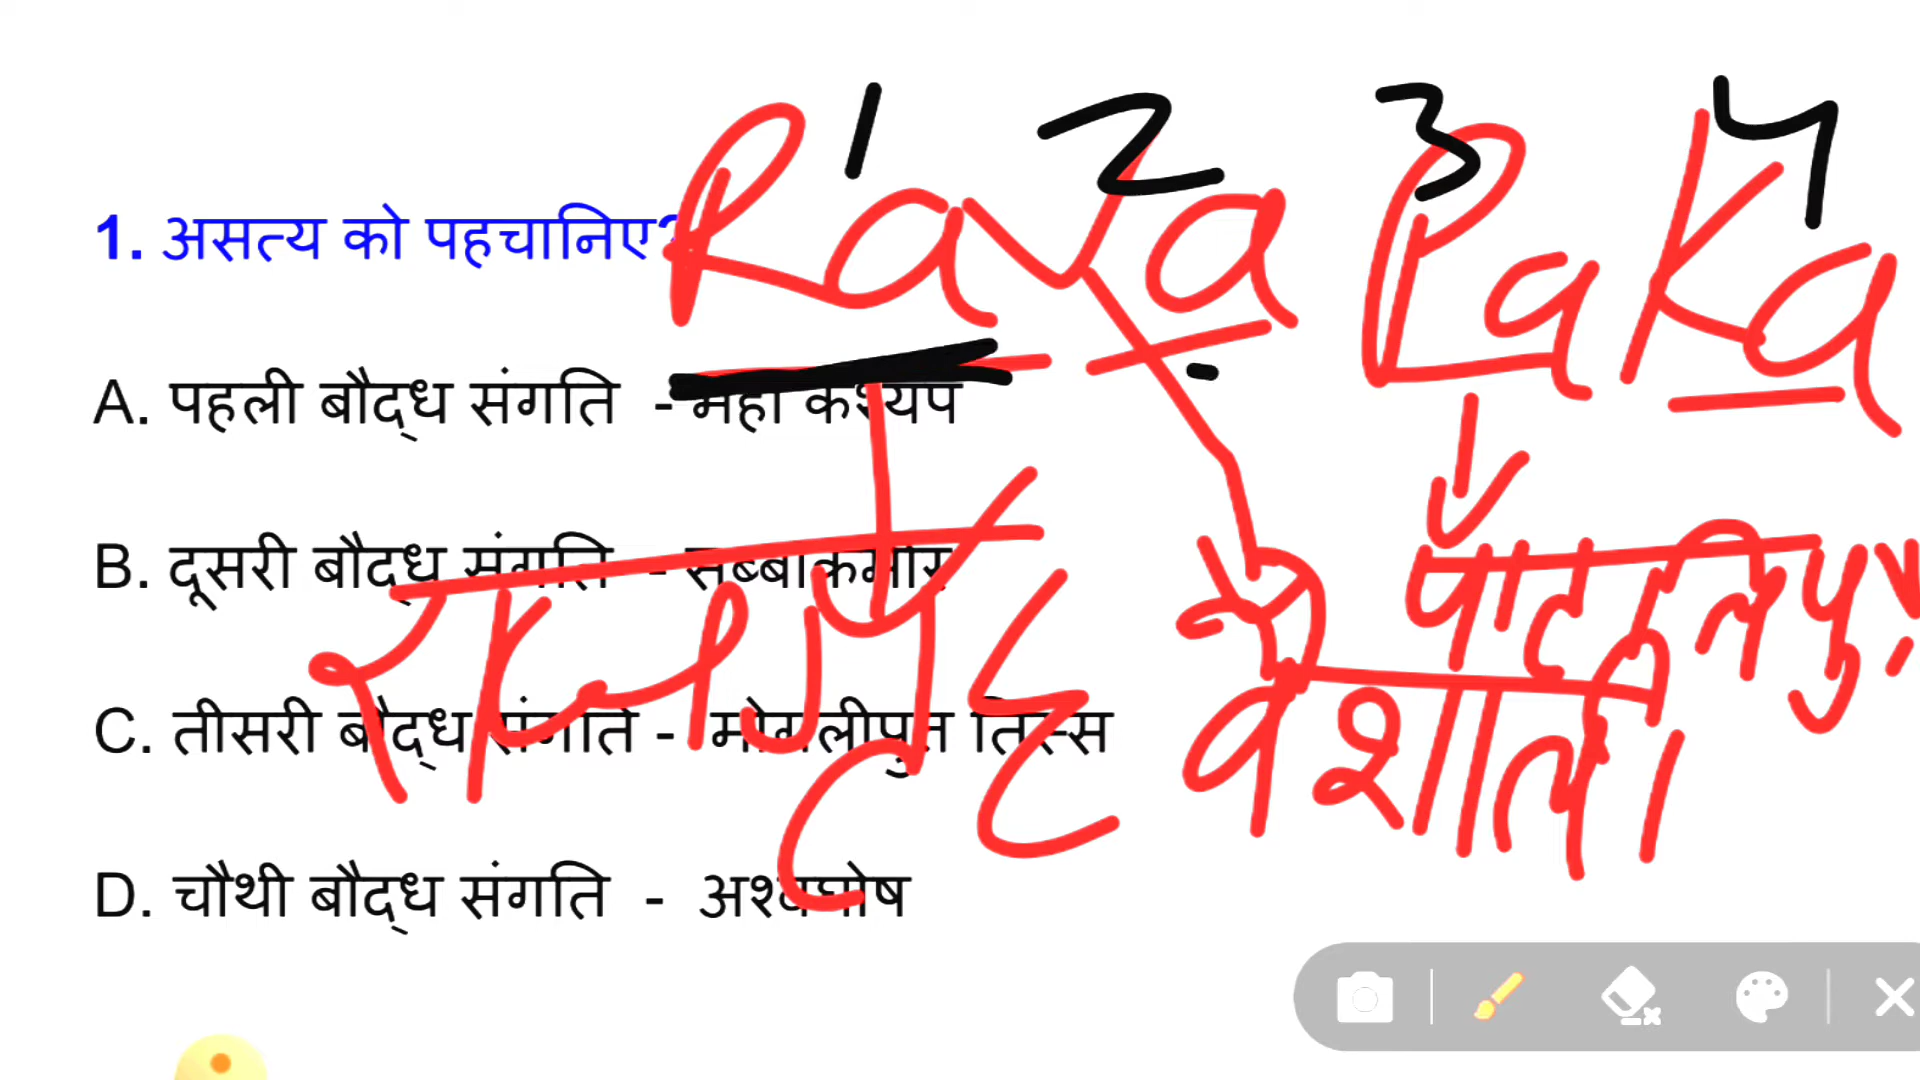 1 2 3 4
Rava Paka
1. असत्य को पहचानिए?
A. पहली बौद्ध संगति - महा कश्यप
B. दूसरी बौद्ध संगति - सब्बाकमीर
राजगृह
पाटलिपुत्र
वैशाली
C. तीसरी बौद्ध संगति - मोगलीपुत तिस्स
D. चौथी बौद्ध संगति - अश्वघोष